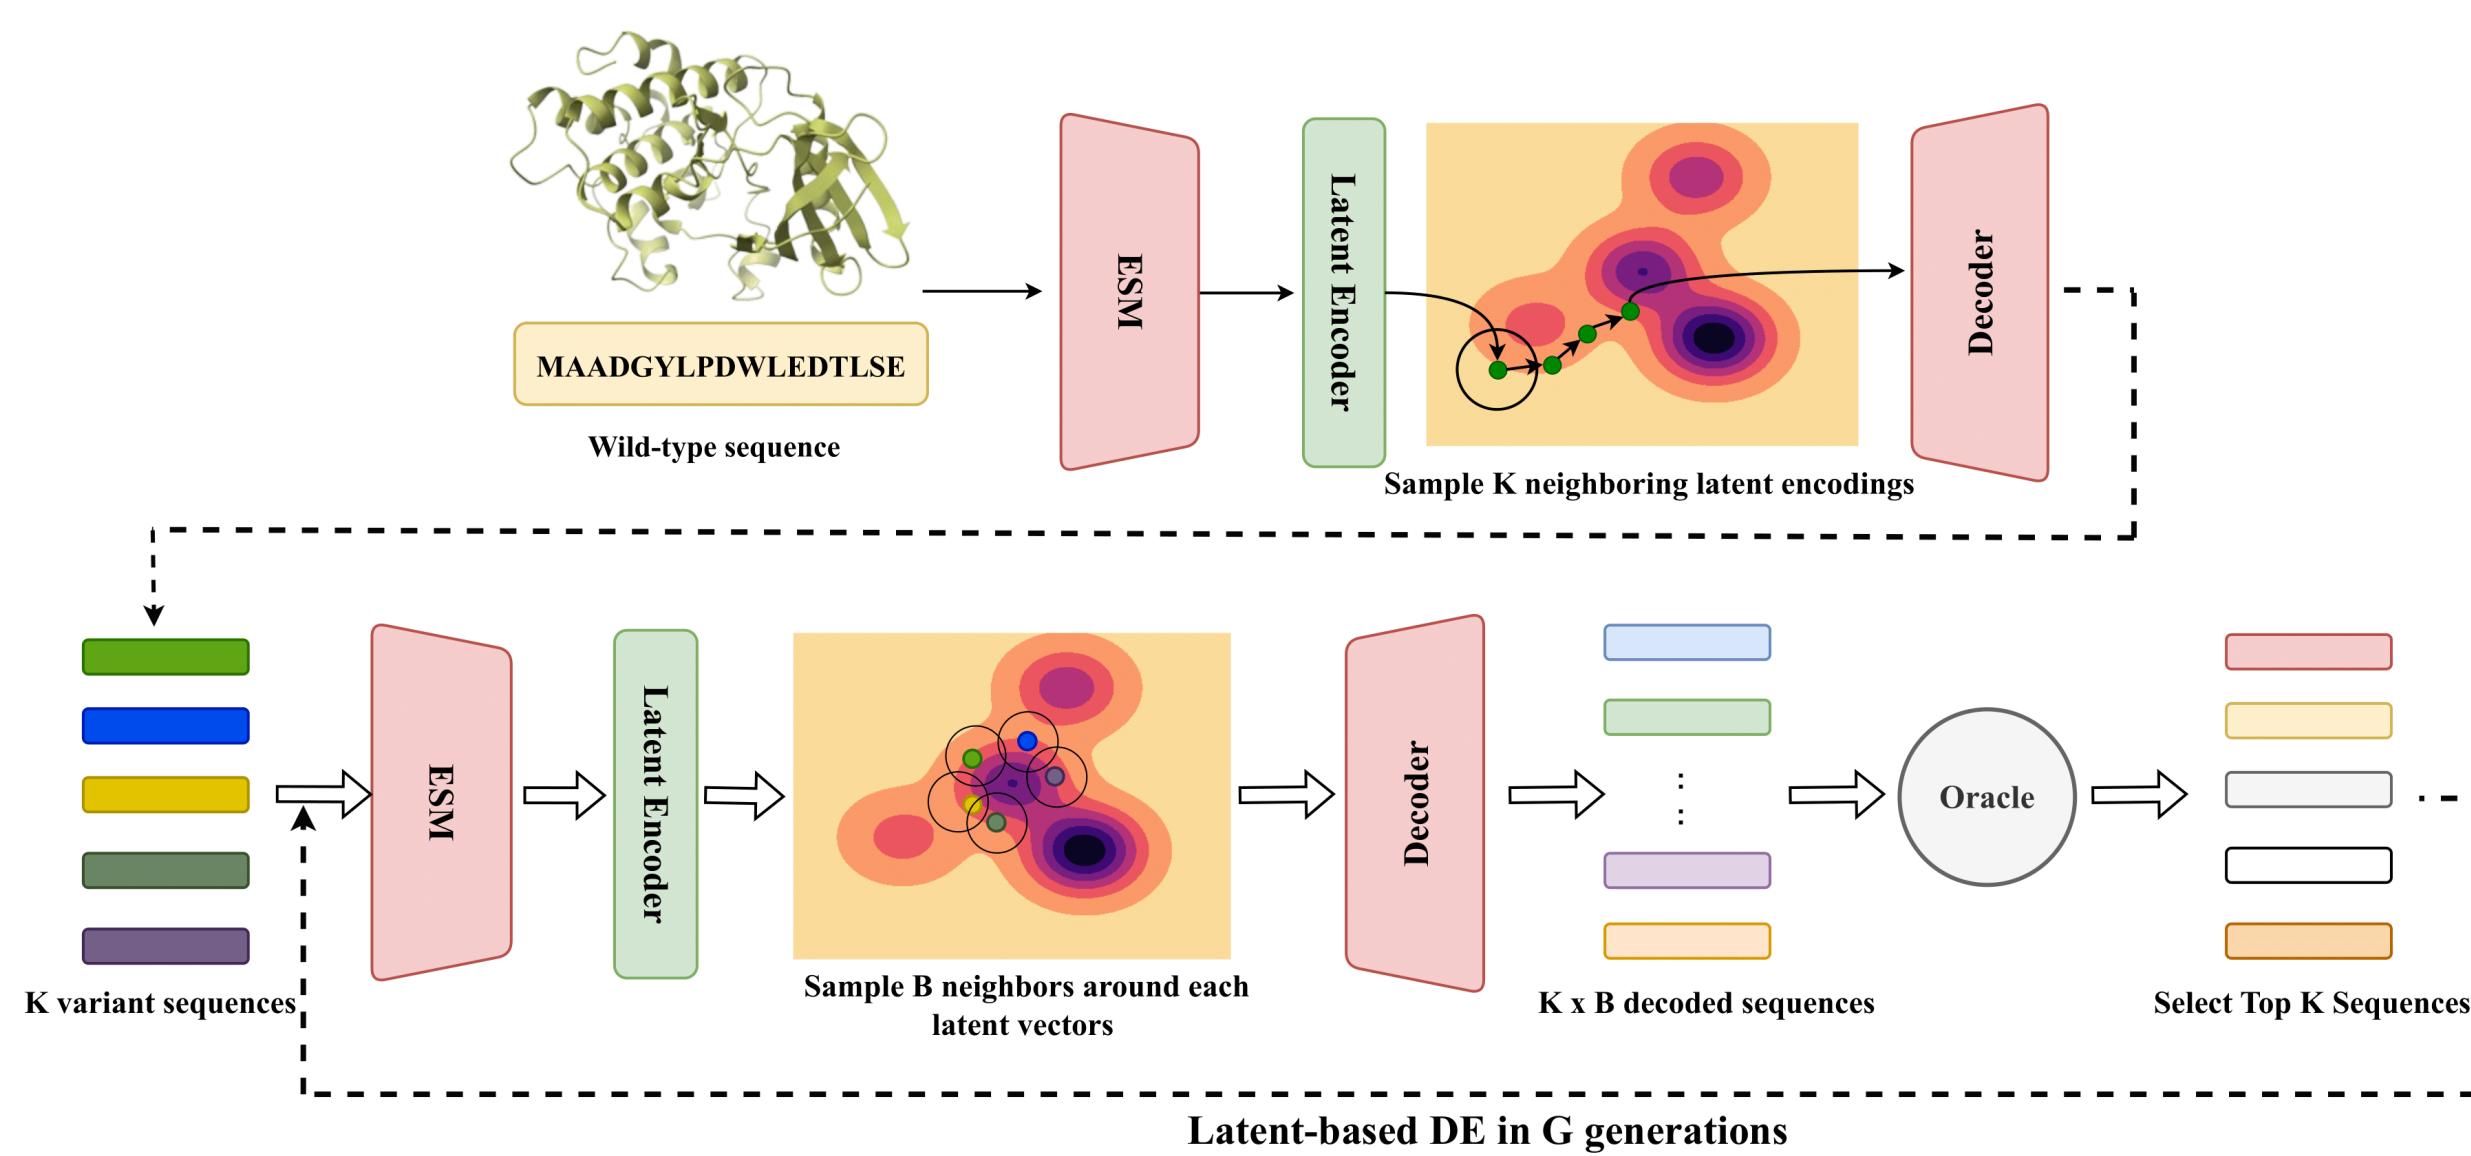 MAADGYLPDWLEDTLSE
Wild-type sequence
ESM
Latent Encoder
Sample K neighboring latent encodings
Decoder
K variant sequences
ESM
Latent Encoder
Sample B neighbors around each
latent vectors
Decoder
K x B decoded sequences
Oracle
Select Top K Sequences
Latent-based DE in G generations